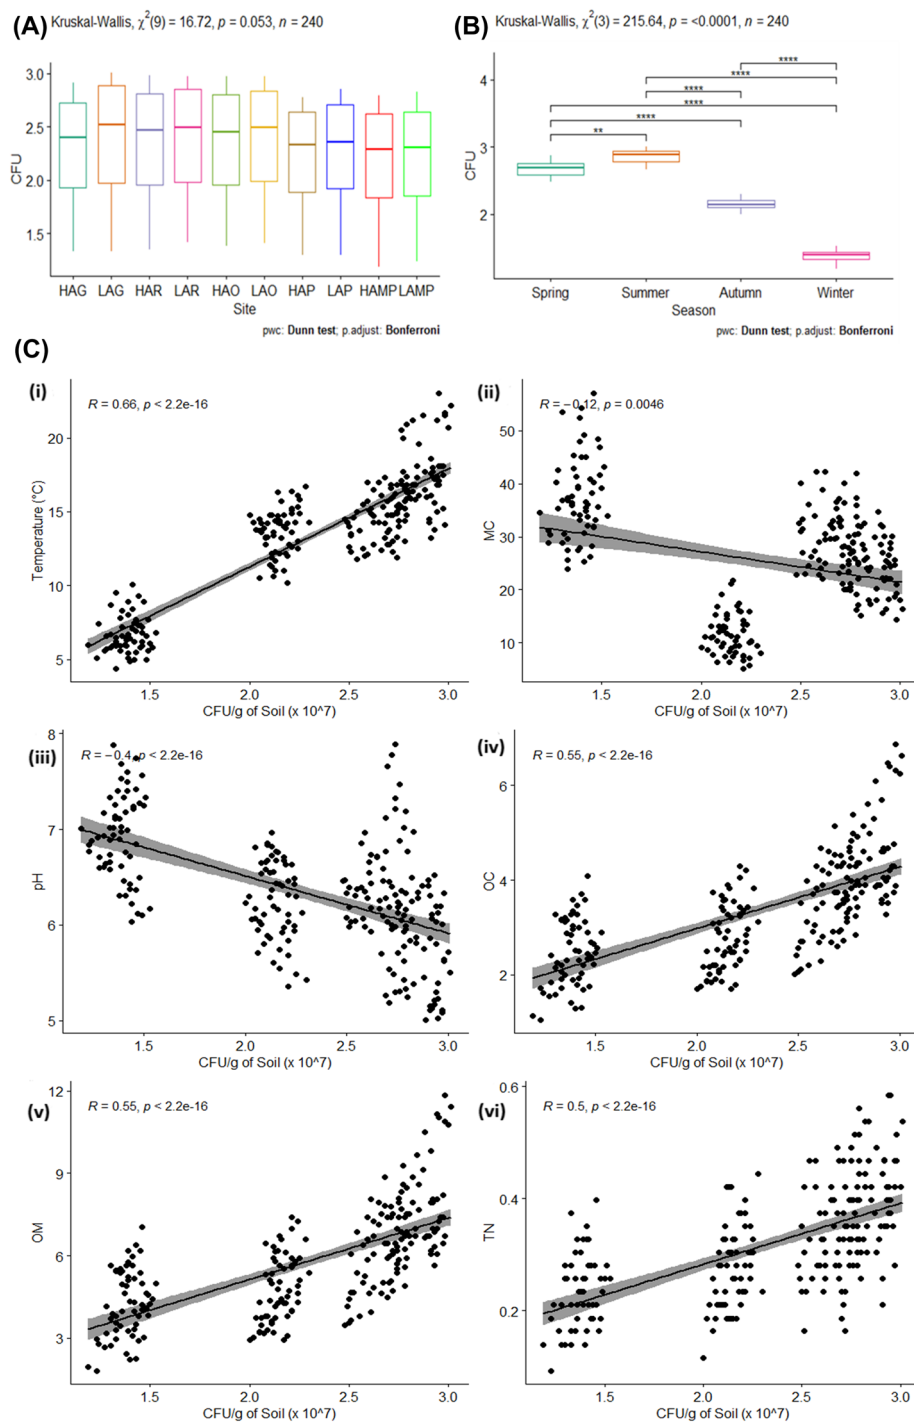 (A) Kruskal-Wallis, χ²(9) = 16.72, p = 0.053, n = 240
CFU
3.0
2.5
2.0
1.5
HAG LAG HAR LAR HAO LAO HAP LAP HAMP LAMP
Site
pwc: Dunn test; p.adjust: Bonferroni
(B) Kruskal-Wallis, χ²(3) = 215.64, p = <0.0001, n = 240
CFU
4
3
2
****
****
****
****
****
**
Spring Summer Autumn Winter
Season
pwc: Dunn test; p.adjust: Bonferroni
(C)
(i)
R = 0.66, p < 2.2e-16
Temperature (°C)
20
15
10
5
1.5 2.0 2.5 3.0
CFU/g of Soil (x 10^7)
(ii)
R = −0.12, p = 0.0046
MC
50
40
30
20
10
1.5 2.0 2.5 3.0
CFU/g of Soil (x 10^7)
(iii)
R = −0.4, p < 2.2e-16
pH
8
7
6
5
1.5 2.0 2.5 3.0
CFU/g of Soil (x 10^7)
(iv)
R = 0.55, p < 2.2e-16
OC
6
4
2
1.5 2.0 2.5 3.0
CFU/g of Soil (x 10^7)
(v)
R = 0.55, p < 2.2e-16
OM
12
9
6
3
1.5 2.0 2.5 3.0
CFU/g of Soil (x 10^7)
(vi)
R = 0.5, p < 2.2e-16
TN
0.6
0.4
0.2
1.5 2.0 2.5 3.0
CFU/g of Soil (x 10^7)